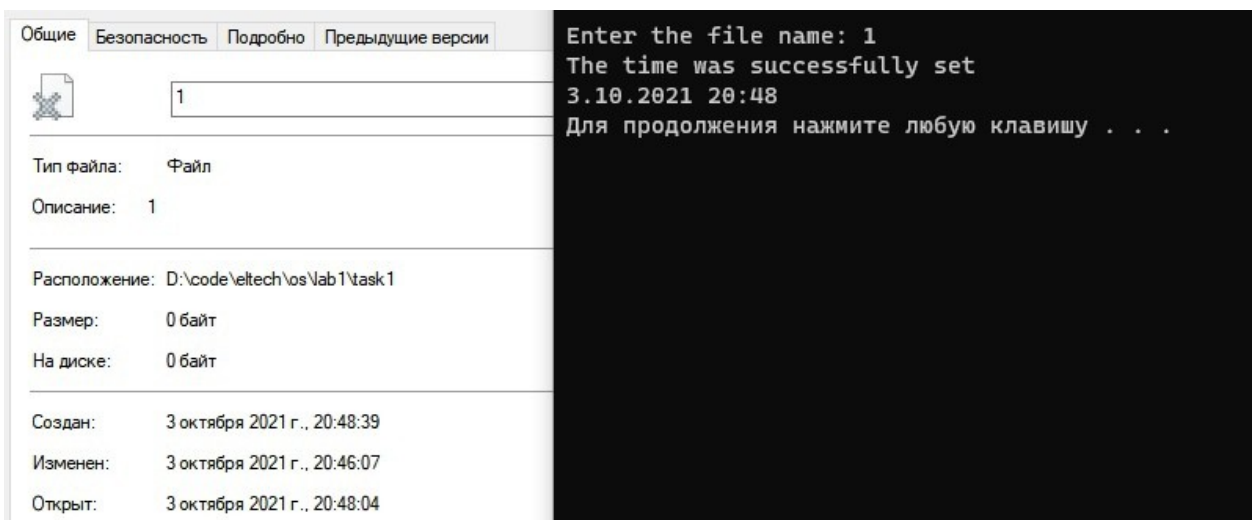 Общие Безопасность Подробно Предыдущие версии
1
Тип файла: Файл
Описание: 1
Расположение: D:\code\eltech\os\lab1\task1
Размер: 0 байт
На диске: 0 байт
Создан: 3 октября 2021 г., 20:48:39
Изменен: 3 октября 2021 г., 20:46:07
Открыт: 3 октября 2021 г., 20:48:04
Enter the file name: 1
The time was successfully set
3.10.2021 20:48
Для продолжения нажмите любую клавишу . . .